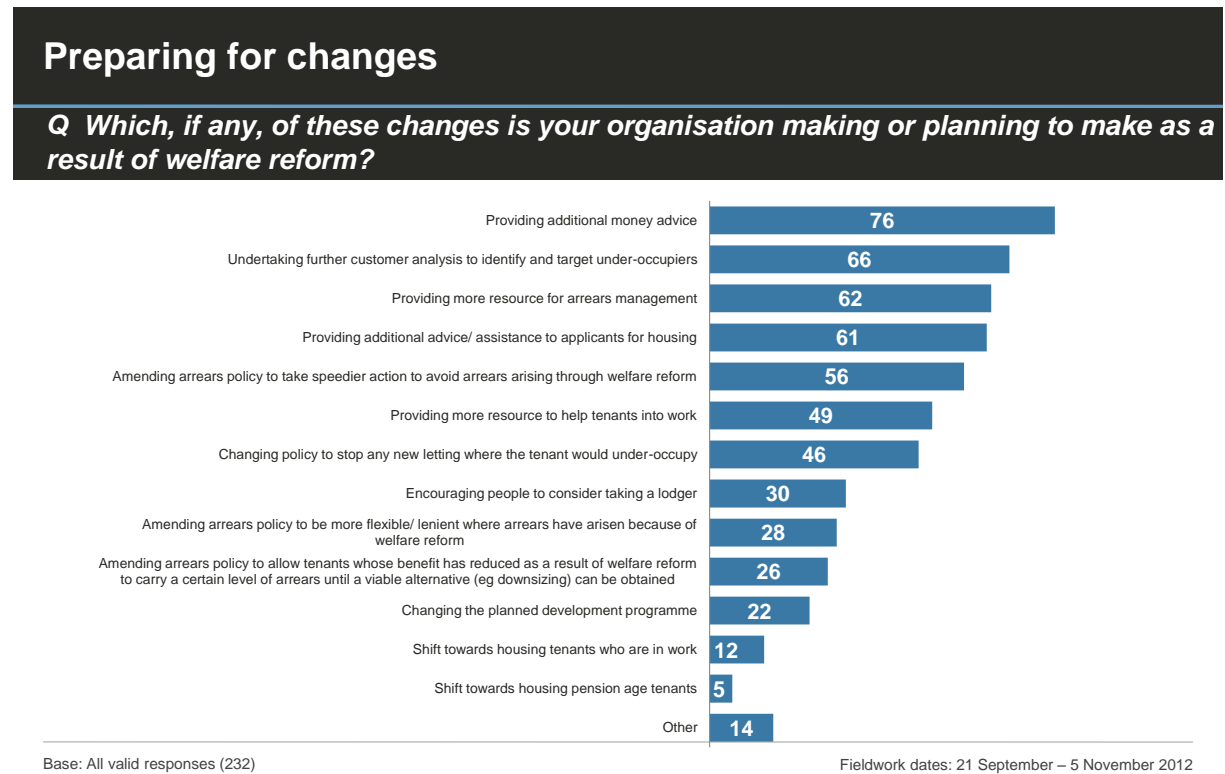 Preparing for changes
Q Which, if any, of these changes is your organisation making or planning to make as a
result of welfare reform?
Providing additional money advice 76
Undertaking further customer analysis to identify and target under-occupiers 66
Providing more resource for arrears management 62
Providing additional advice/ assistance to applicants for housing 61
Amending arrears policy to take speedier action to avoid arrears arising through welfare reform 56
Providing more resource to help tenants into work 49
Changing policy to stop any new letting where the tenant would under-occupy 46
Encouraging people to consider taking a lodger 30
Amending arrears policy to be more flexible/ lenient where arrears have arisen because of
welfare reform 28
Amending arrears policy to allow tenants whose benefit has reduced as a result of welfare reform
to carry a certain level of arrears until a viable alternative (eg downsizing) can be obtained 26
Changing the planned development programme 22
Shift towards housing tenants who are in work 12
Shift towards housing pension age tenants 5
Other 14
Base: All valid responses (232) Fieldwork dates: 21 September – 5 November 2012